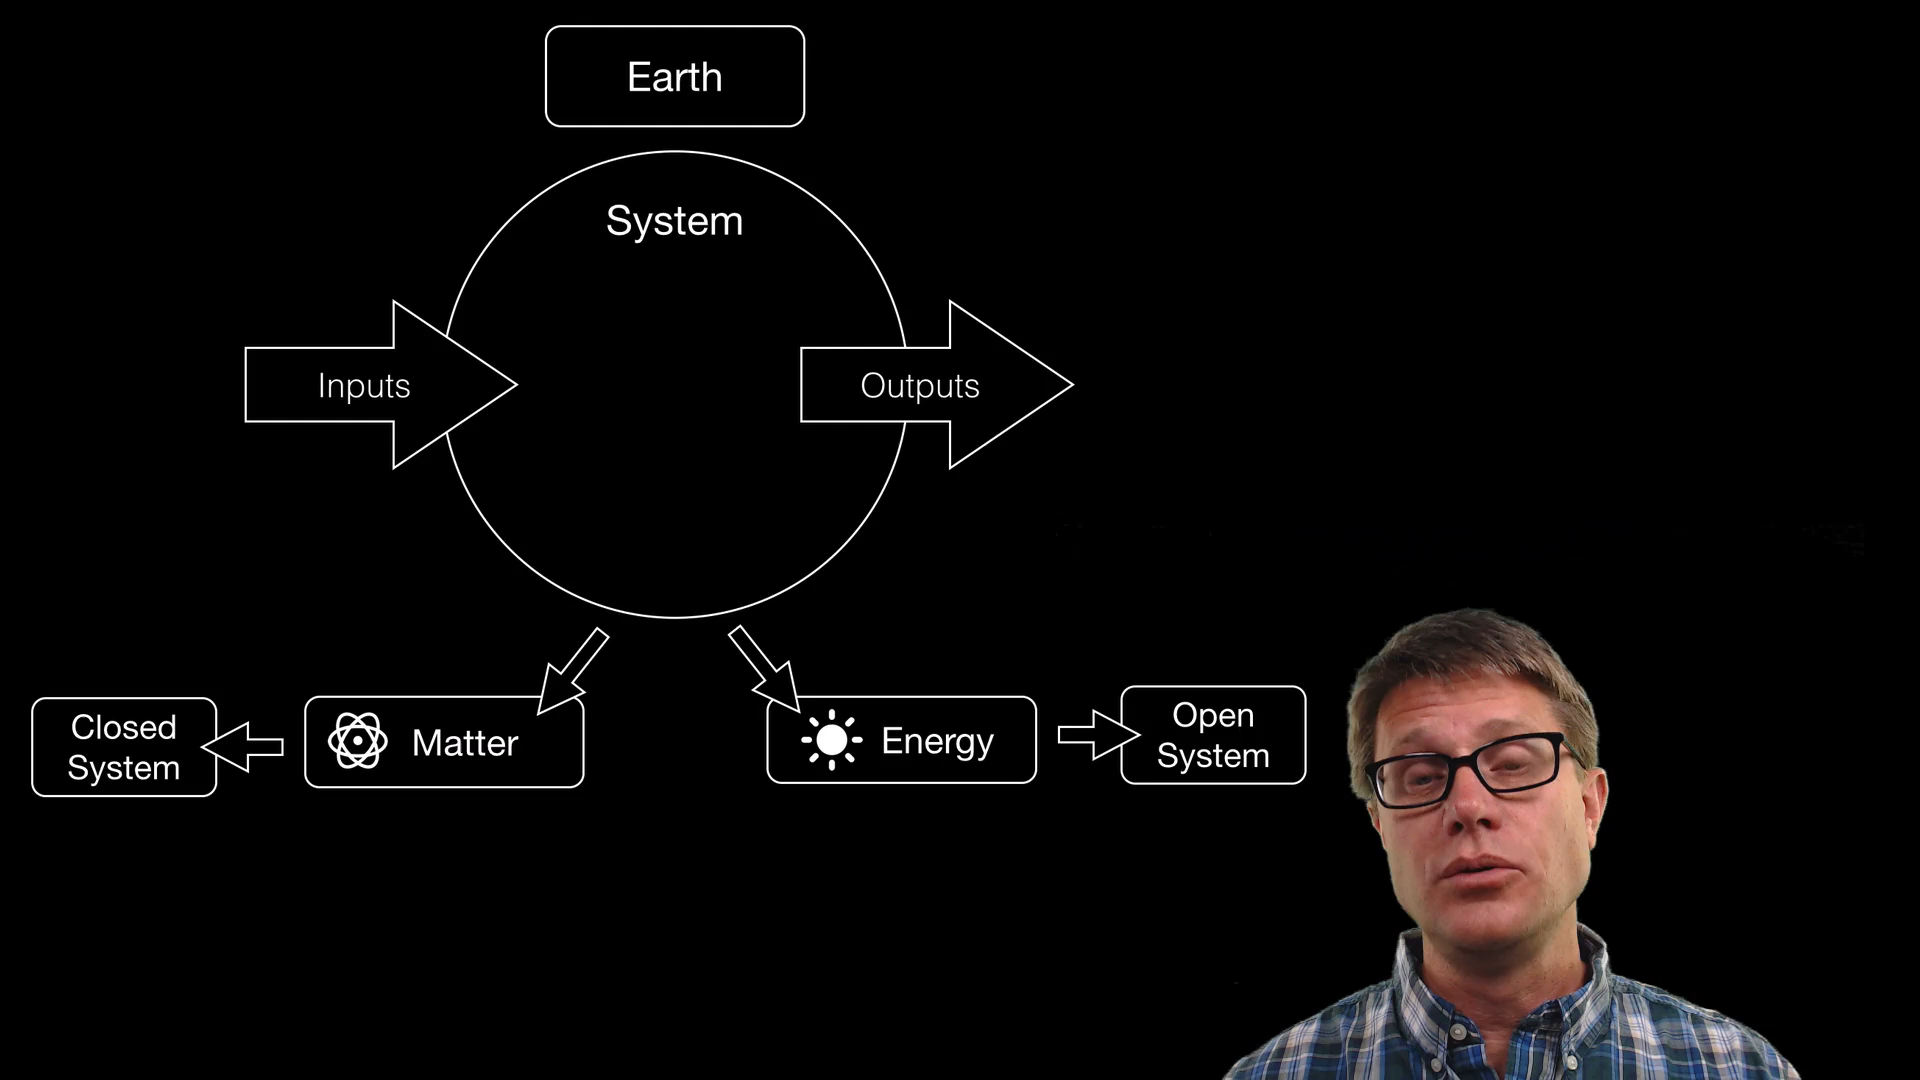 Earth
System
Inputs
Outputs
Closed
System
Matter
Energy
Open
System